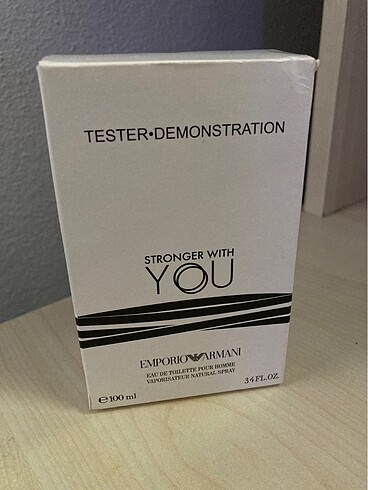 TESTER•DEMONSTRATION
STRONGER WITH
YOU
EMPORIO ARMANI
EAU DE TOILETTE POUR HOMME
VAPORISATEUR NATURAL SPRAY
e100 ml
3.4 FL.OZ.